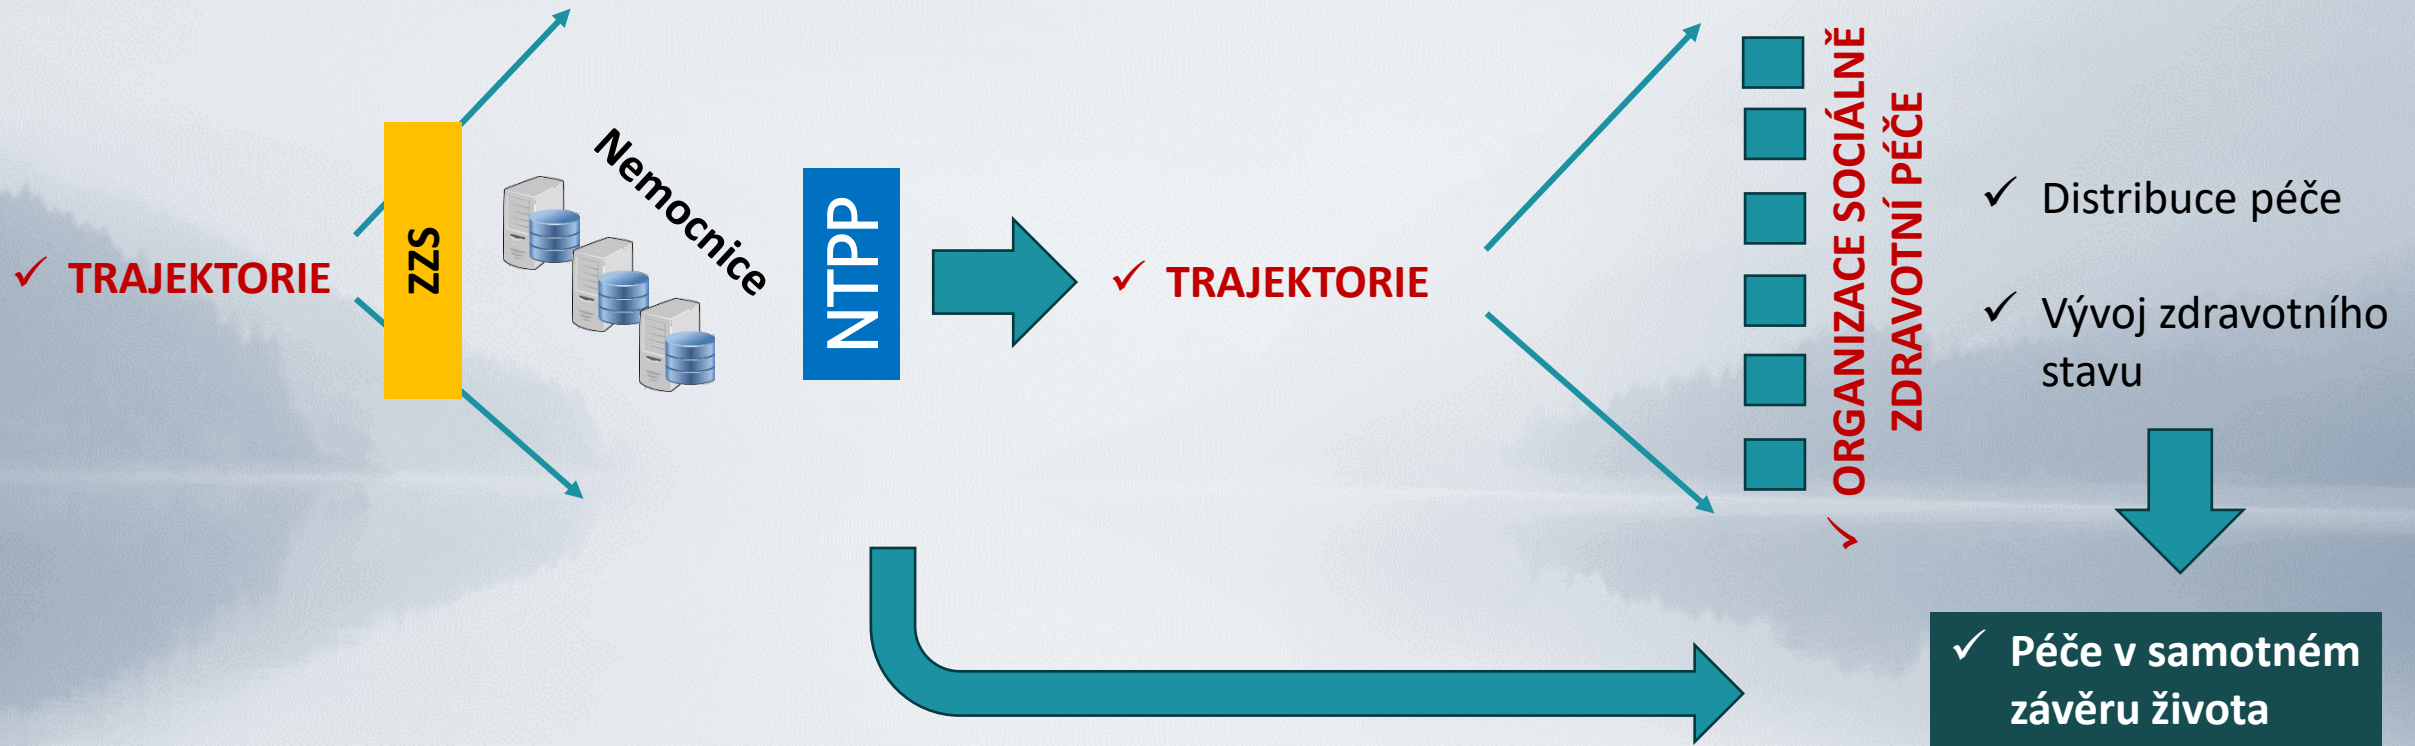 ✓ TRAJEKTORIE
ZZS
Nemocnice
NTPP
✓ TRAJEKTORIE
✓ ORGANIZACE SOCIÁLNĚ
ZDRAVOTNÍ PÉČE
✓ Distribuce péče
✓ Vývoj zdravotního
stavu
✓ Péče v samotném
závěru života